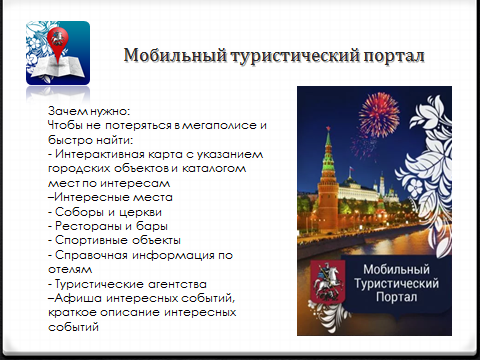 Мобильный туристический портал
Зачем нужно:
Чтобы не потеряться в мегаполисе и
быстро найти:
- Интерактивная карта с указанием
городских объектов и каталогом
мест по интересам
–Интересные места
- Соборы и церкви
- Рестораны и бары
- Спортивные объекты
- Справочная информация по
отелям
- Туристические агентства
–Афиша интересных событий,
краткое описание интересных
событий
Мобильный
Туристический
Портал